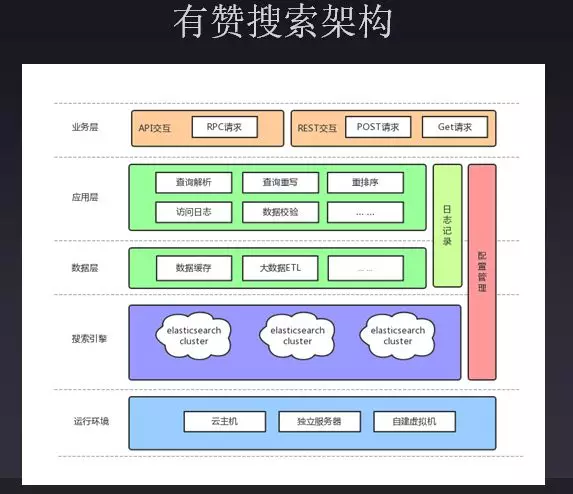 有赞搜索架构
业务层
API交互
RPC请求
REST交互
POST请求
Get请求
应用层
查询解析
查询重写
重排序
访问日志
数据校验
... ...
日志记录
配置管理
数据层
数据缓存
大数据ETL
... ...
搜索引擎
elasticsearch
cluster
elasticsearch
cluster
elasticsearch
cluster
运行环境
云主机
独立服务器
自建虚拟机